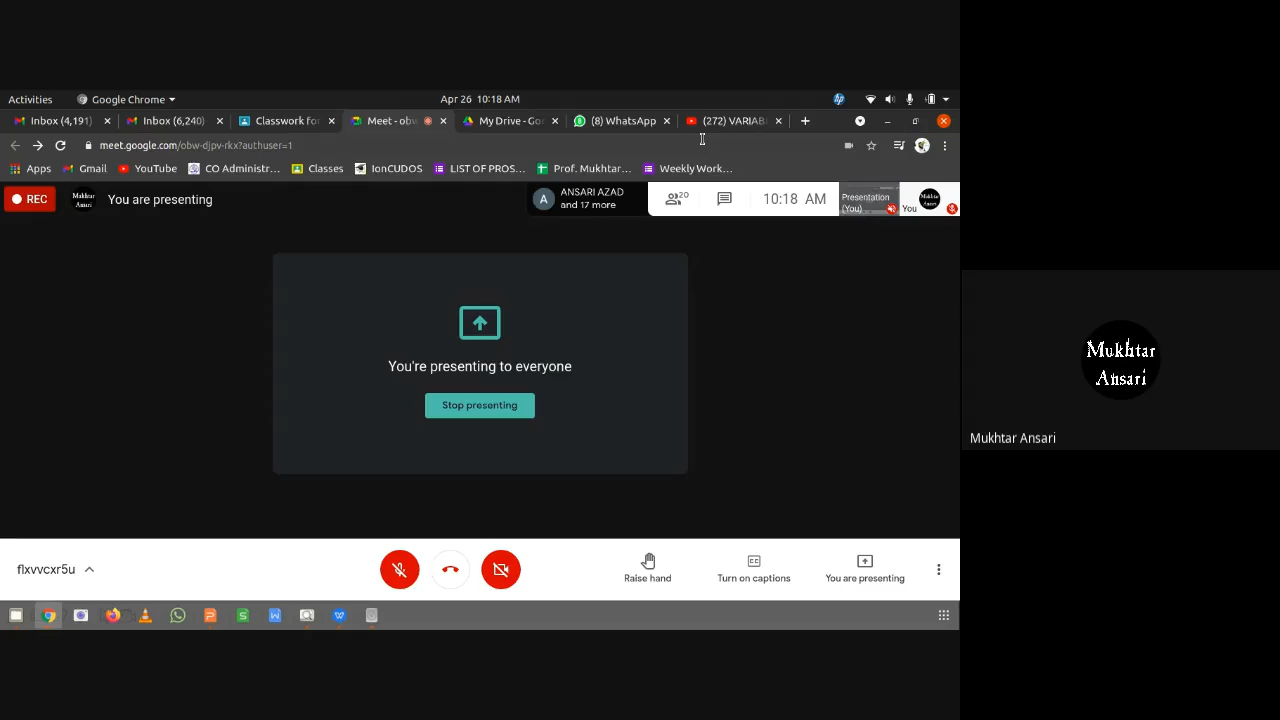 Activities
Google Chrome
Apr 26 10:18 AM
Inbox (4,191)
Inbox (6,240)
Classwork for
Meet - obw
My Drive - Goo
(8) WhatsApp
(272) VARIAB
meet.google.com/obw-djpv-rkx?authuser=1
Apps
Gmail
YouTube
CO Administr...
Classes
IonCUDOS
LIST OF PROS...
Prof. Mukhtar...
Weekly Work...
REC
Mukhtar
Ansari
You are presenting
A
ANSARI AZAD
and 17 more
20
10:18 AM
Presentation
(You)
You
You're presenting to everyone
Stop presenting
Mukhtar
Ansari
Mukhtar Ansari
flxvvcxr5u
Raise hand
Turn on captions
You are presenting